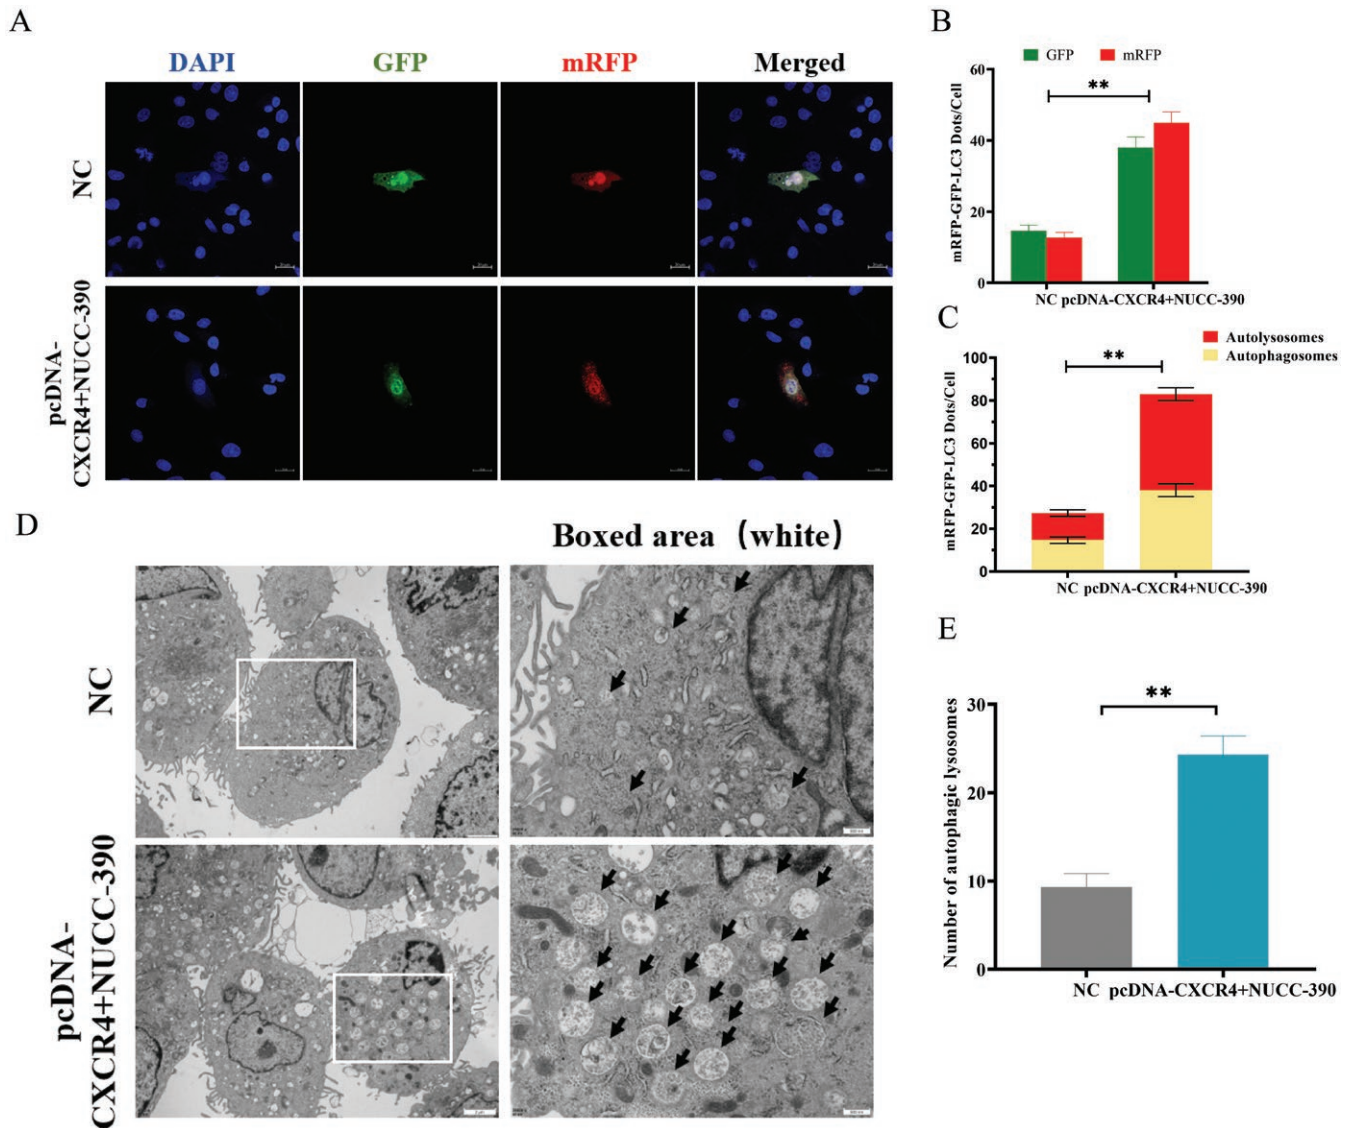 A
DAPI GFP mRFP Merged
NC
pcDNA-
CXCR4+NUCC-390
B
GFP mRFP
mRFP-GFP-LC3 Dots/Cell
60
40
20
0
**
NC pcDNA-CXCR4+NUCC-390
C
Autolysosomes
Autophagosomes
mRFP-GFP-LC3 Dots/Cell
100
80
60
40
20
0
**
NC pcDNA-CXCR4+NUCC-390
D
Boxed area (white)
NC
pcDNA-
CXCR4+NUCC-390
E
Number of autophagic lysosomes
30
20
10
0
**
NC pcDNA-CXCR4+NUCC-390